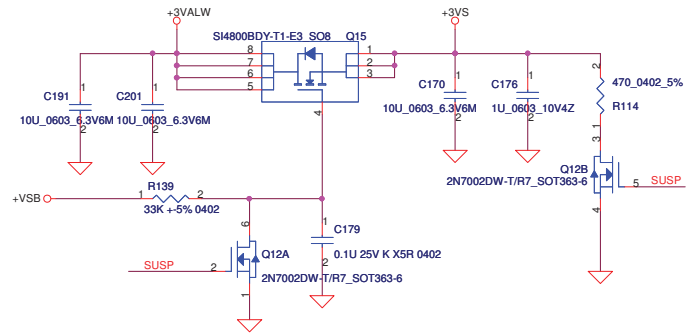 +3VALW
+3VS
SI4800BDY-T1-E3_SO8 Q15
8
7
6
5
1
2
3
4
C191
1
10U_0603_6.3V6M
2
C201
1
10U_0603_6.3V6M
2
C170
1
10U_0603_6.3V6M
2
C176
1
1U_0603_10V4Z
2
2
470_0402_5%
R114
1
3
Q12B
2N7002DW-T/R7_SOT363-6
5
SUSP
4
+VSB
1
R139
2
33K +-5% 0402
6
Q12A
SUSP
2
2N7002DW-T/R7_SOT363-6
1
1
C179
0.1U 25V K X5R 0402
2